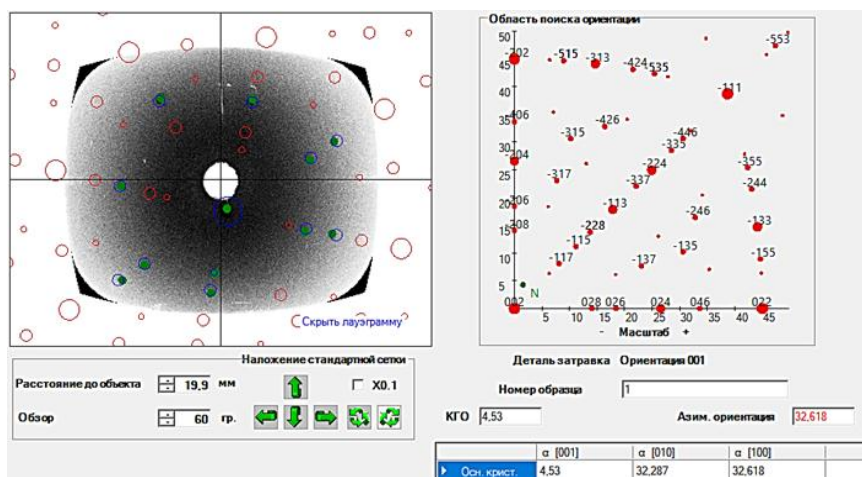 Скрыть лауэграмму
Наложение стандартной сетки
Расстояние до объекта 19,9 мм
X0.1
Обзор 60 гр.
Область поиска ориентации
50
-202 -515 -313 -424 -535 -553
45
40 -111
35 -406 -426 -446
30 -315 -335
-304 -224 -355
25
-317 -337 -244
20 -206 -113 -246 -133
15 -208 -228
-115 -135 -155
10 -117 -137
5
N
002 028 026 024 046 022
5 10 15 20 25 30 35 40 45
- Масштаб +
Деталь затравка Ориентация 001
Номер образца 1
КГО 4,53 Азим. ориентация 32,618
α [001] α [010] α [100]
Осн. крист. 4,53 32,287 32,618